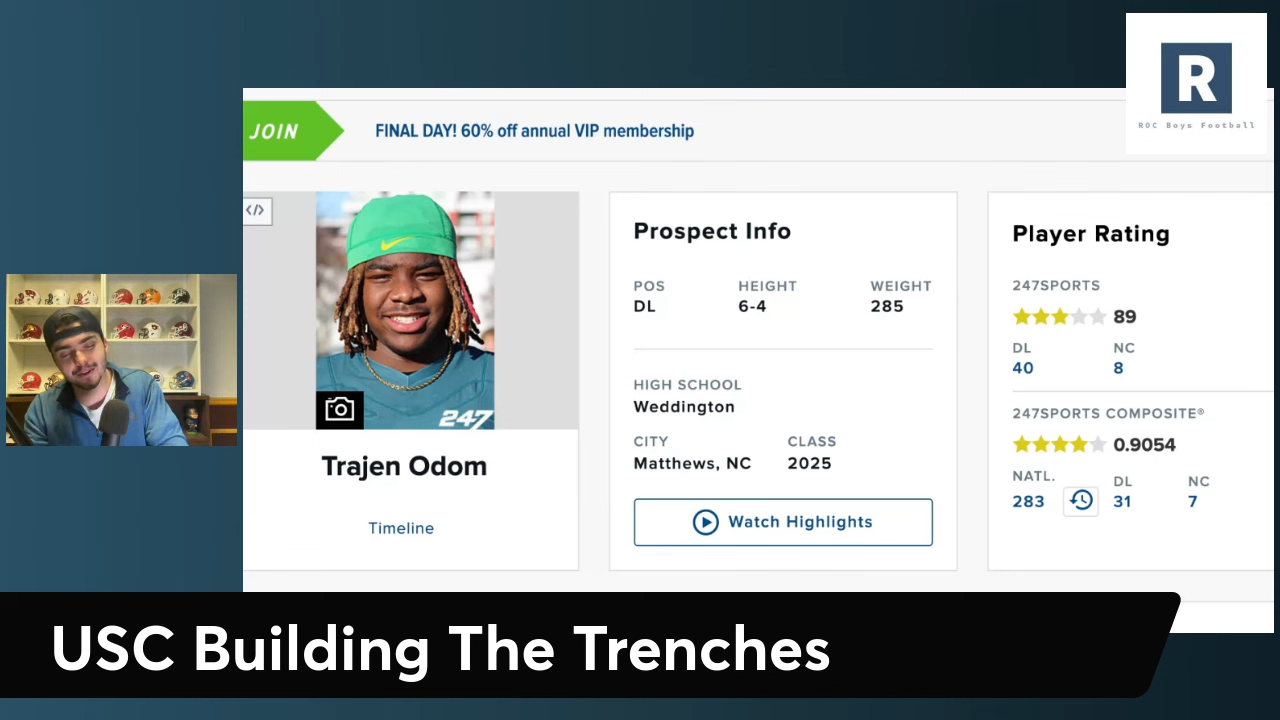 R
ROC Boys Football
JOIN
FINAL DAY! 60% off annual VIP membership
</>
247
Trajen Odom
Timeline
Prospect Info
POS HEIGHT WEIGHT
DL 6-4 285
HIGH SCHOOL
Weddington
CITY CLASS
Matthews, NC 2025
Watch Highlights
Player Rating
247SPORTS
89
DL NC
40 8
247SPORTS COMPOSITE®
0.9054
NATL. DL NC
283 31 7
USC Building The Trenches